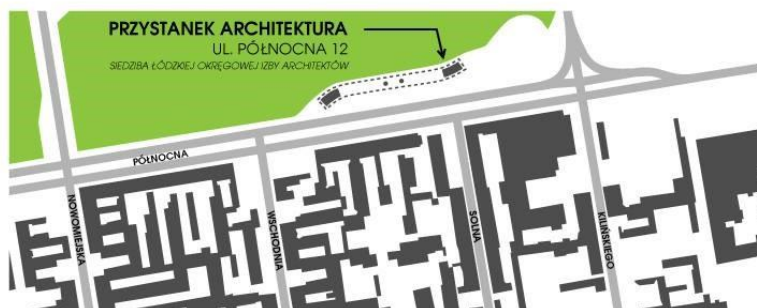 PRZYSTANEK ARCHITEKTURA
UL. PÓŁNOCNA 12
SIEDZIBA ŁÓDZKIEJ OKRĘGOWEJ IZBY ARCHITEKTÓW
PÓŁNOCNA
NOWOMIEJSKA
WSCHODNIA
SOLNA
KILIŃSKIEGO